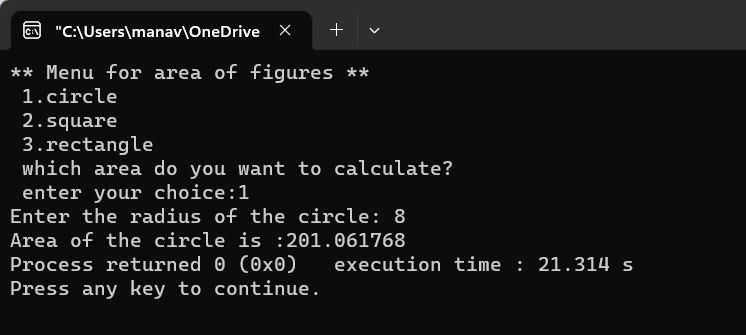 "C:\Users\manav\OneDrive
** Menu for area of figures **
 1.circle
 2.square
 3.rectangle
 which area do you want to calculate?
 enter your choice:1
Enter the radius of the circle: 8
Area of the circle is :201.061768
Process returned 0 (0x0)   execution time : 21.314 s
Press any key to continue.